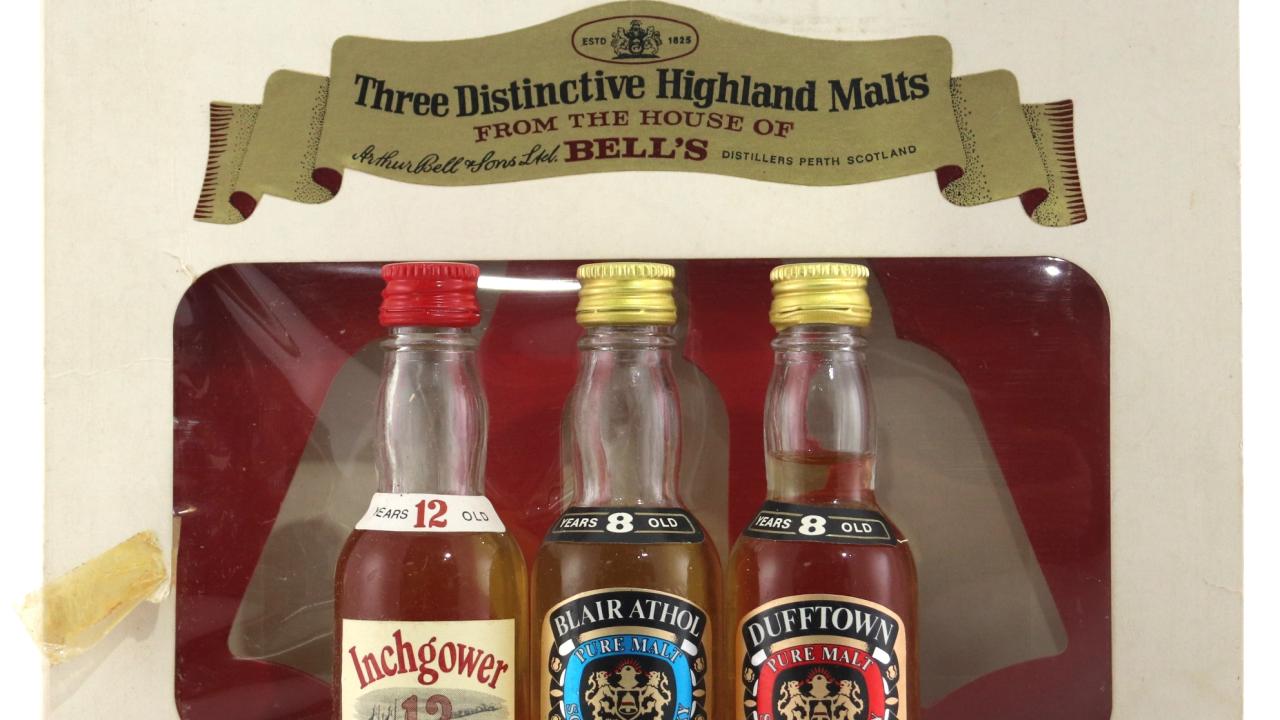 ESTD 1825
Three Distinctive Highland Malts
FROM THE HOUSE OF
Arthur Bell & Sons Ltd. BELL'S DISTILLERS PERTH SCOTLAND
YEARS 12 OLD
YEARS 8 OLD
YEARS 8 OLD
Inchgower
12
BLAIR ATHOL
PURE MALT
DUFFTOWN
PURE MALT